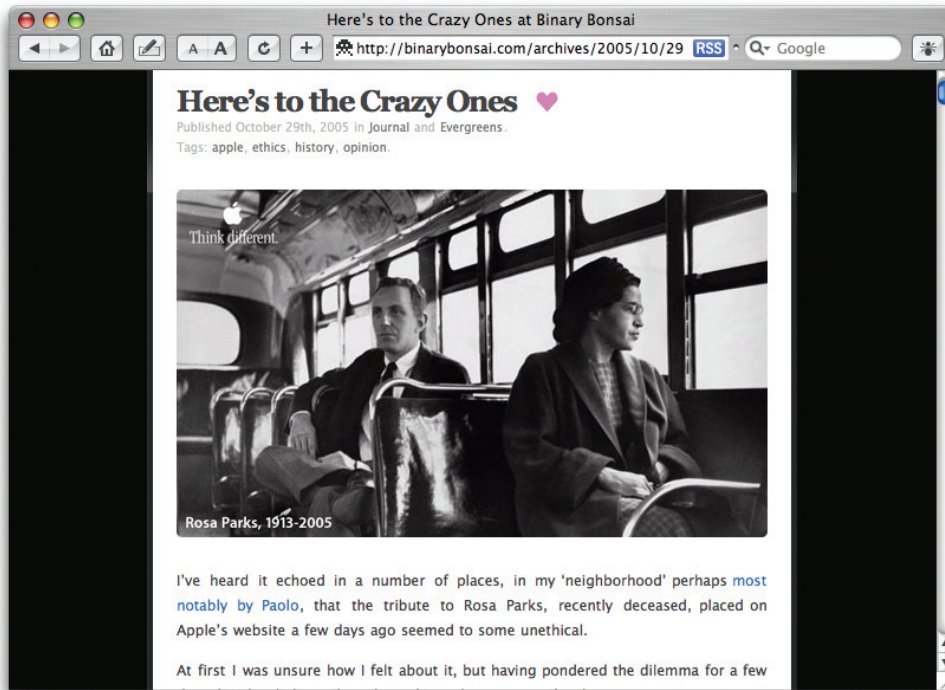 Here's to the Crazy Ones at Binary Bonsai
A A + http://binarybonsai.com/archives/2005/10/29 RSS Google
Here's to the Crazy Ones
Published October 29th, 2005 in Journal and Evergreens.
Tags: apple, ethics, history, opinion.
Think different.
Rosa Parks, 1913-2005
I've heard it echoed in a number of places, in my 'neighborhood' perhaps most
notably by Paolo, that the tribute to Rosa Parks, recently deceased, placed on
Apple's website a few days ago seemed to some unethical.
At first I was unsure how I felt about it, but having pondered the dilemma for a few